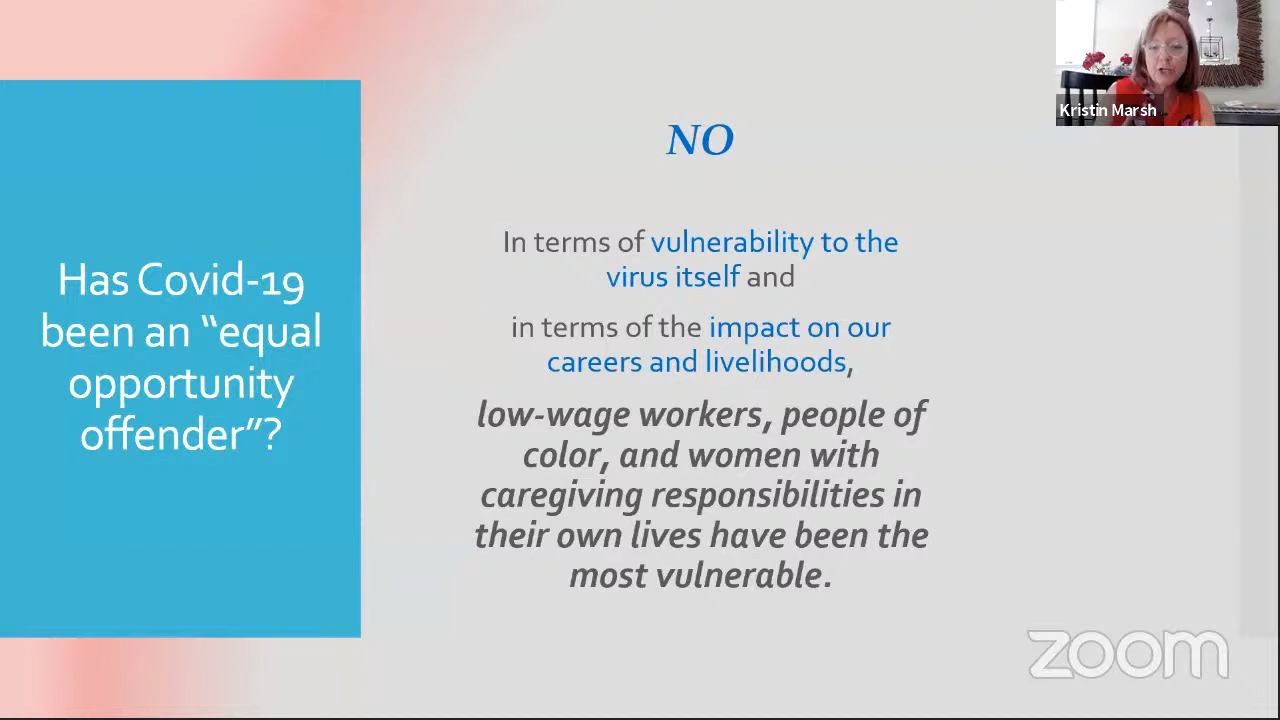 Has Covid-19
been an “equal
opportunity
offender”?
NO
In terms of vulnerability to the
virus itself and
in terms of the impact on our
careers and livelihoods,
low-wage workers, people of
color, and women with
caregiving responsibilities in
their own lives have been the
most vulnerable.
Kristin Marsh
zoom